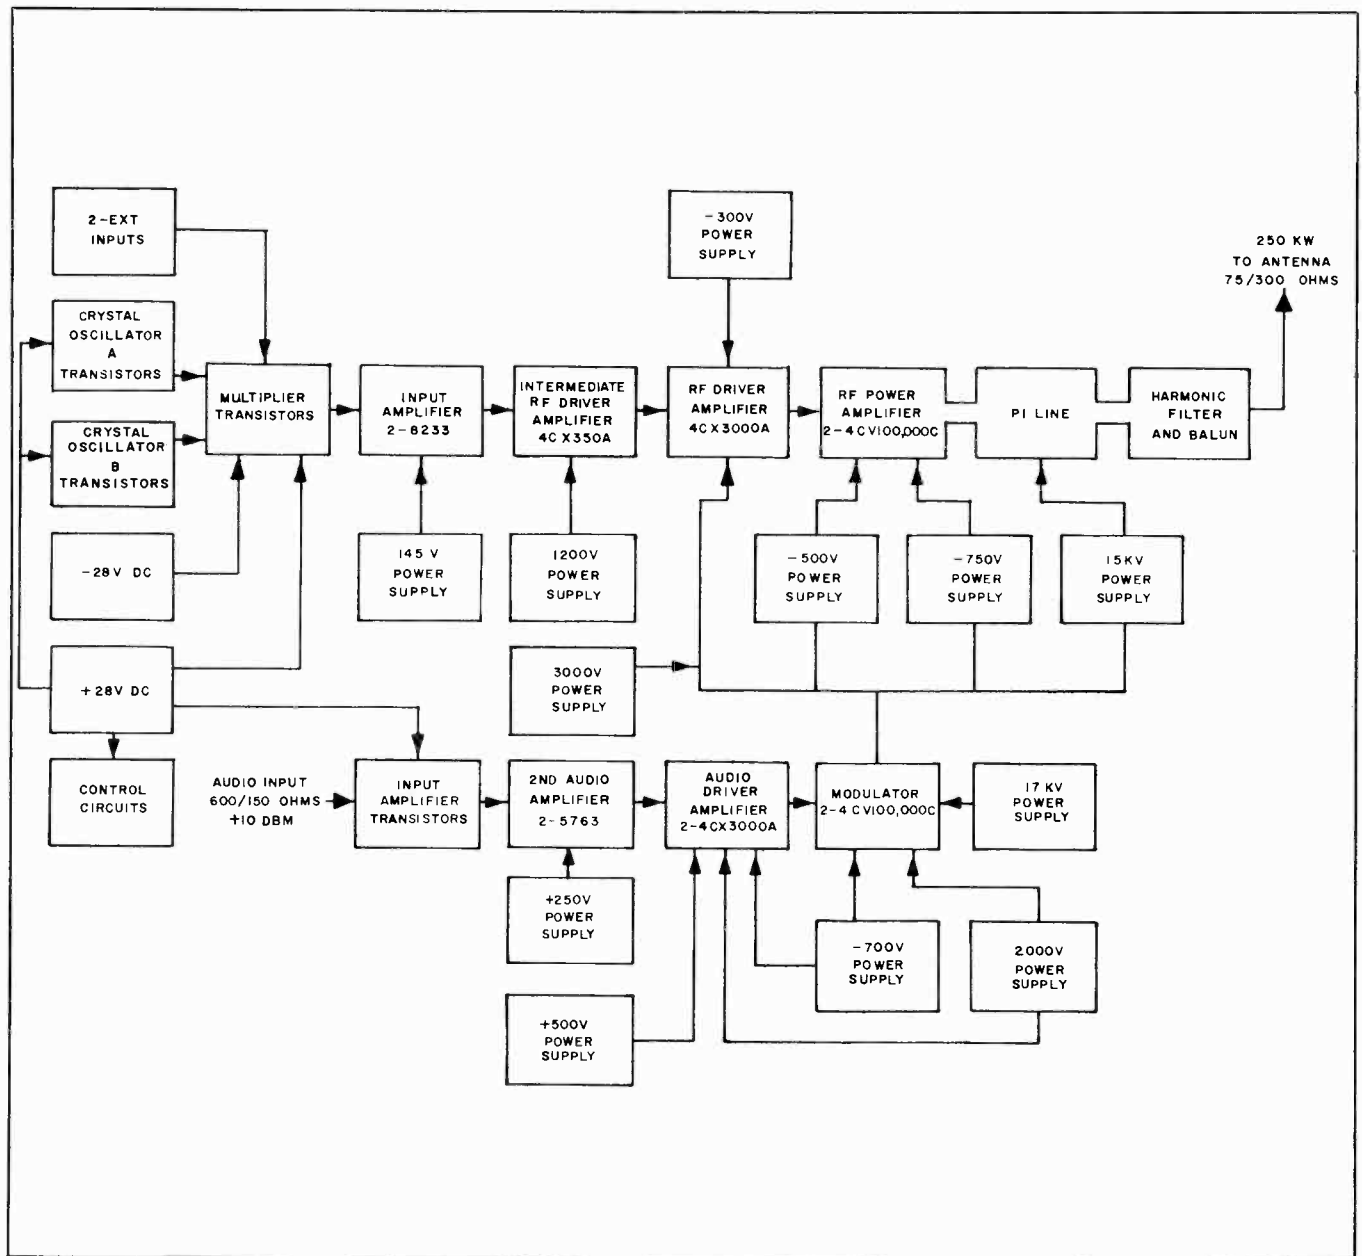 2-EXT
INPUTS
CRYSTAL
OSCILLATOR
A
TRANSISTORS
CRYSTAL
OSCILLATOR
B
TRANSISTORS
-28V DC
+28V DC
CONTROL
CIRCUITS
MULTIPLIER
TRANSISTORS
INPUT
AMPLIFIER
2-8233
INTERMEDIATE
RF DRIVER
AMPLIFIER
4CX350A
-300V
POWER
SUPPLY
RF DRIVER
AMPLIFIER
4CX3000A
RF POWER
AMPLIFIER
2-4CV100,000C
PI LINE
HARMONIC
FILTER
AND BALUN
250 KW
TO ANTENNA
75/300 OHMS
145 V
POWER
SUPPLY
1200V
POWER
SUPPLY
-500V
POWER
SUPPLY
-750V
POWER
SUPPLY
15KV
POWER
SUPPLY
3000V
POWER
SUPPLY
AUDIO INPUT
600/150 OHMS
+10 DBM
INPUT
AMPLIFIER
TRANSISTORS
2ND AUDIO
AMPLIFIER
2-5763
AUDIO
DRIVER
AMPLIFIER
2-4CX3000A
MODULATOR
2-4CV100,000C
17 KV
POWER
SUPPLY
+250V
POWER
SUPPLY
-700V
POWER
SUPPLY
2000V
POWER
SUPPLY
+500V
POWER
SUPPLY